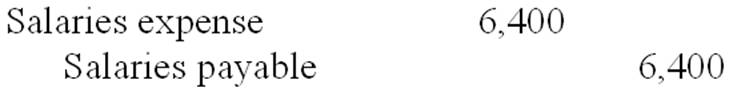 Salaries expense 6,400
Salaries payable 6,400